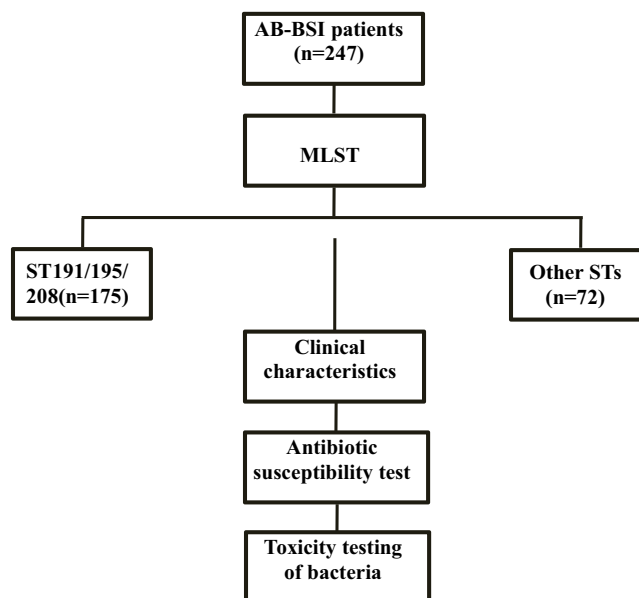 AB-BSI patients
(n=247)
MLST
ST191/195/
208(n=175)
Other STs
(n=72)
Clinical
characteristics
Antibiotic
susceptibility test
Toxicity testing
of bacteria